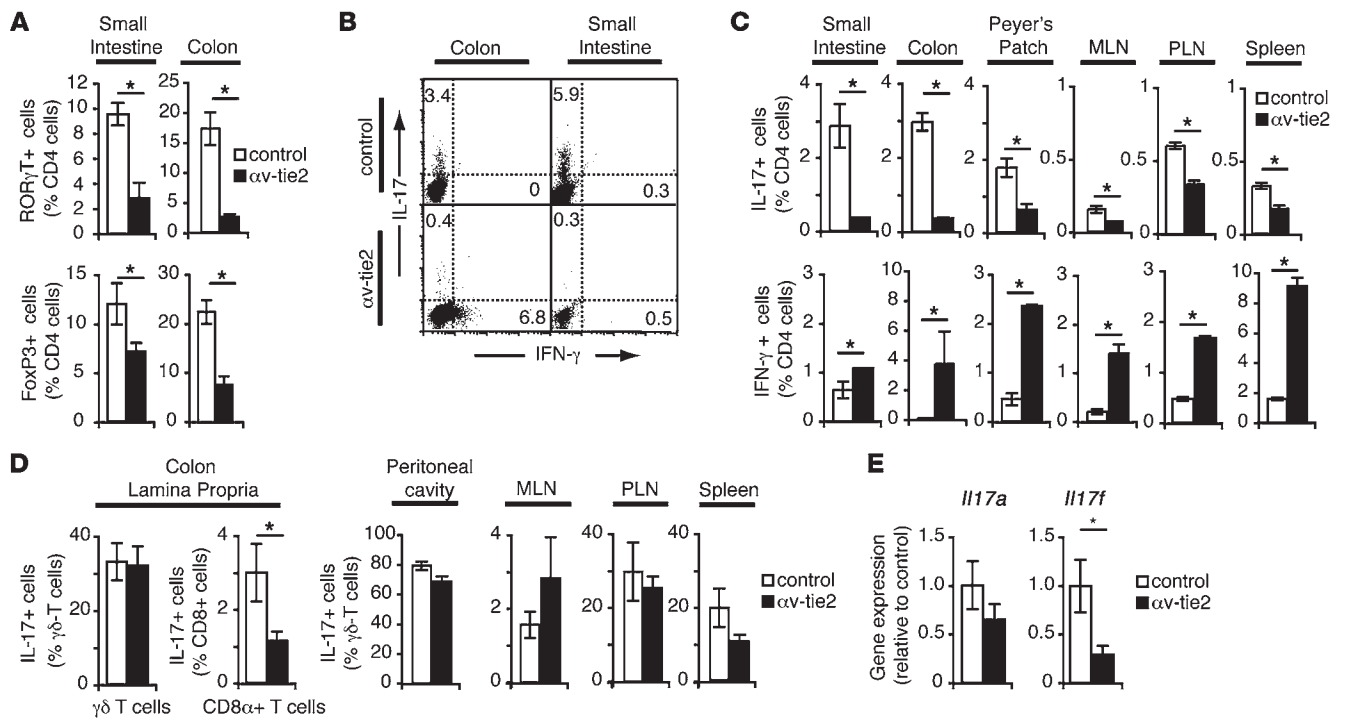 A
Small
Intestine
Colon
RORγT+ cells
(% CD4 cells)
12
10
8
6
4
2
0
*
25
20
15
10
5
0
*
control
αv-tie2
FoxP3+ cells
(% CD4 cells)
15
10
5
0
*
30
20
10
0
*
B
Colon
Small
Intestine
control
αv-tie2
IL-17
3.4
0
5.9
0.3
0.4
6.8
0.3
0.5
IFN-γ
C
Small
Intestine
Colon
Peyer's
Patch
MLN
PLN
Spleen
IL-17+ cells
(% CD4 cells)
4
2
0
*
4
2
0
*
4
2
0
*
1
0.5
0
*
1
0.5
0
*
1
0.5
0
*
control
αv-tie2
IFN-γ + cells
(% CD4 cells)
3
2
1
0
*
10
8
6
4
2
0
*
3
2
1
0
*
3
2
1
0
*
3
2
1
0
*
10
8
6
4
2
0
*
D
Colon
Lamina Propria
IL-17+ cells
(% γδ-T cells)
40
20
0
γδ T cells
IL-17+ cells
(% CD8+ cells)
4
2
0
*
CD8α+ T cells
Peritoneal
cavity
MLN
PLN
Spleen
IL-17+ cells
(% γδ-T cells)
100
80
60
40
20
0
4
2
0
40
20
0
40
20
0
control
αv-tie2
E
Il17a
Il17f
Gene expression
(relative to control)
1.5
1.0
0.5
0
1.5
1.0
0.5
0
*
control
αv-tie2